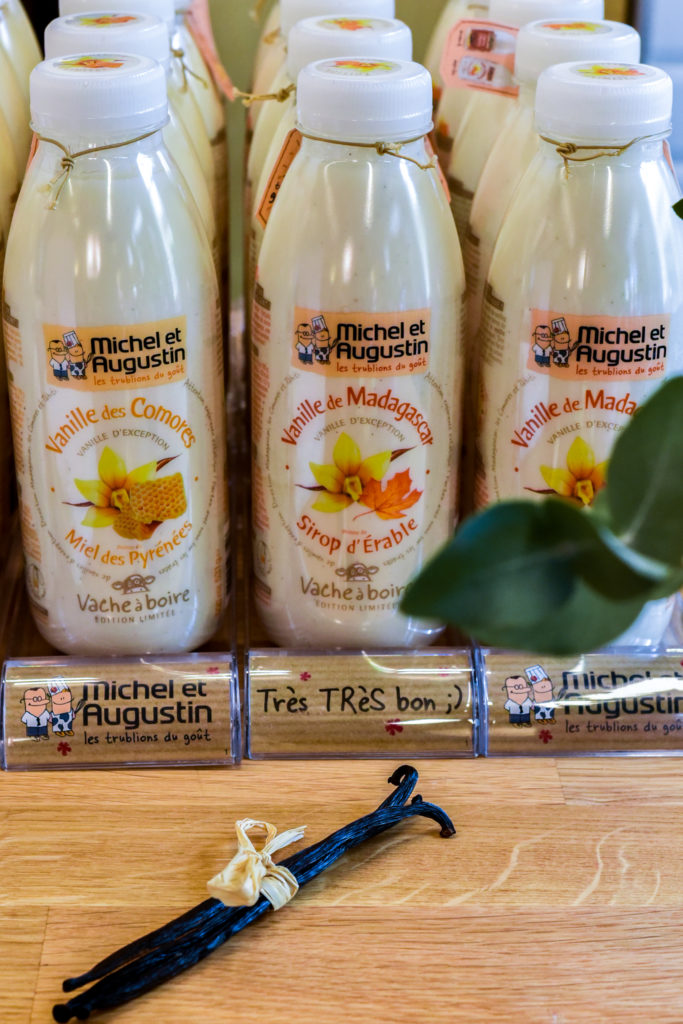 Michel et
Augustin
les trublions du goût
Vanille des Comores
VANILLE D'EXCEPTION
Miel des Pyrénées
Vache à boire
ÉDITION LIMITÉE
Michel et
Augustin
les trublions du goût
Vanille de Madagascar
VANILLE D'EXCEPTION
Sirop d'Érable
Vache à boire
ÉDITION LIMITÉE
Michel et
Augustin
les trublions du goût
Vanille de Mada
VANILLE D'EXCE
Michel et
Augustin
les trublions du goût
Très TRèS bon ;)
Michel et
Augustin
les trublions du goût